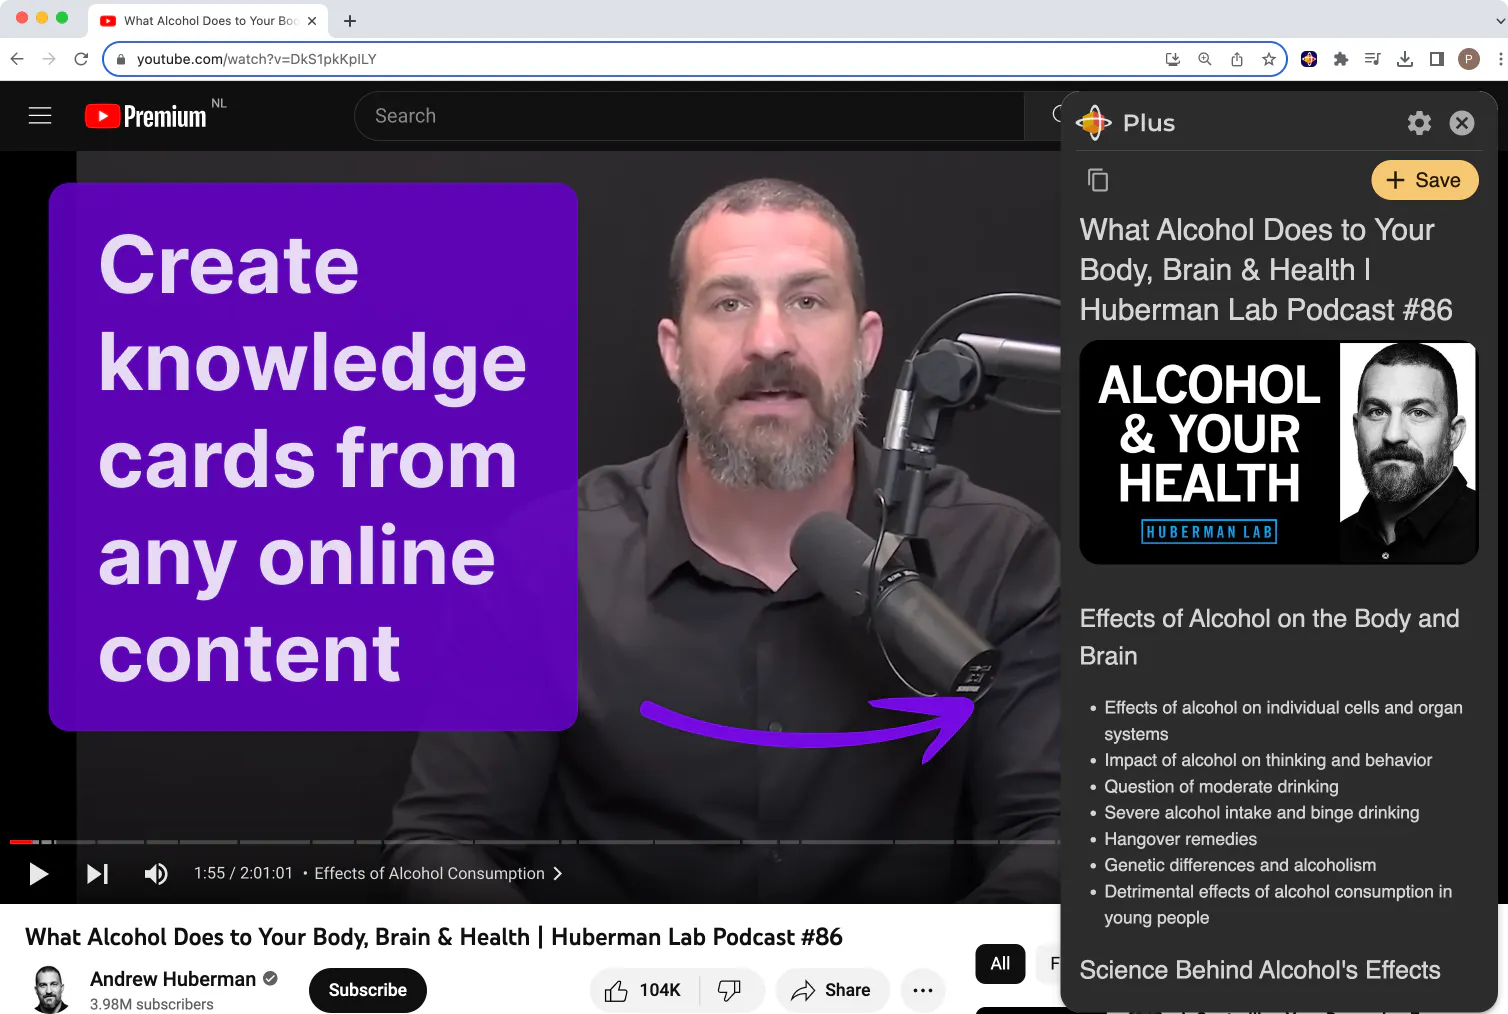 What Alcohol Does to Your Bo
youtube.com/watch?v=DkS1pkKpILY
P
Premium NL
Search
Plus
Save
What Alcohol Does to Your
Body, Brain & Health |
Huberman Lab Podcast #86
ALCOHOL
& YOUR
HEALTH
HUBERMAN LAB
Effects of Alcohol on the Body and
Brain
• Effects of alcohol on individual cells and organ
systems
• Impact of alcohol on thinking and behavior
• Question of moderate drinking
• Severe alcohol intake and binge drinking
• Hangover remedies
• Genetic differences and alcoholism
• Detrimental effects of alcohol consumption in
young people
Science Behind Alcohol's Effects
Create
knowledge
cards from
any online
content
1:55 / 2:01:01 • Effects of Alcohol Consumption
What Alcohol Does to Your Body, Brain & Health | Huberman Lab Podcast #86
Andrew Huberman
3.98M subscribers
Subscribe
104K
Share
All
F